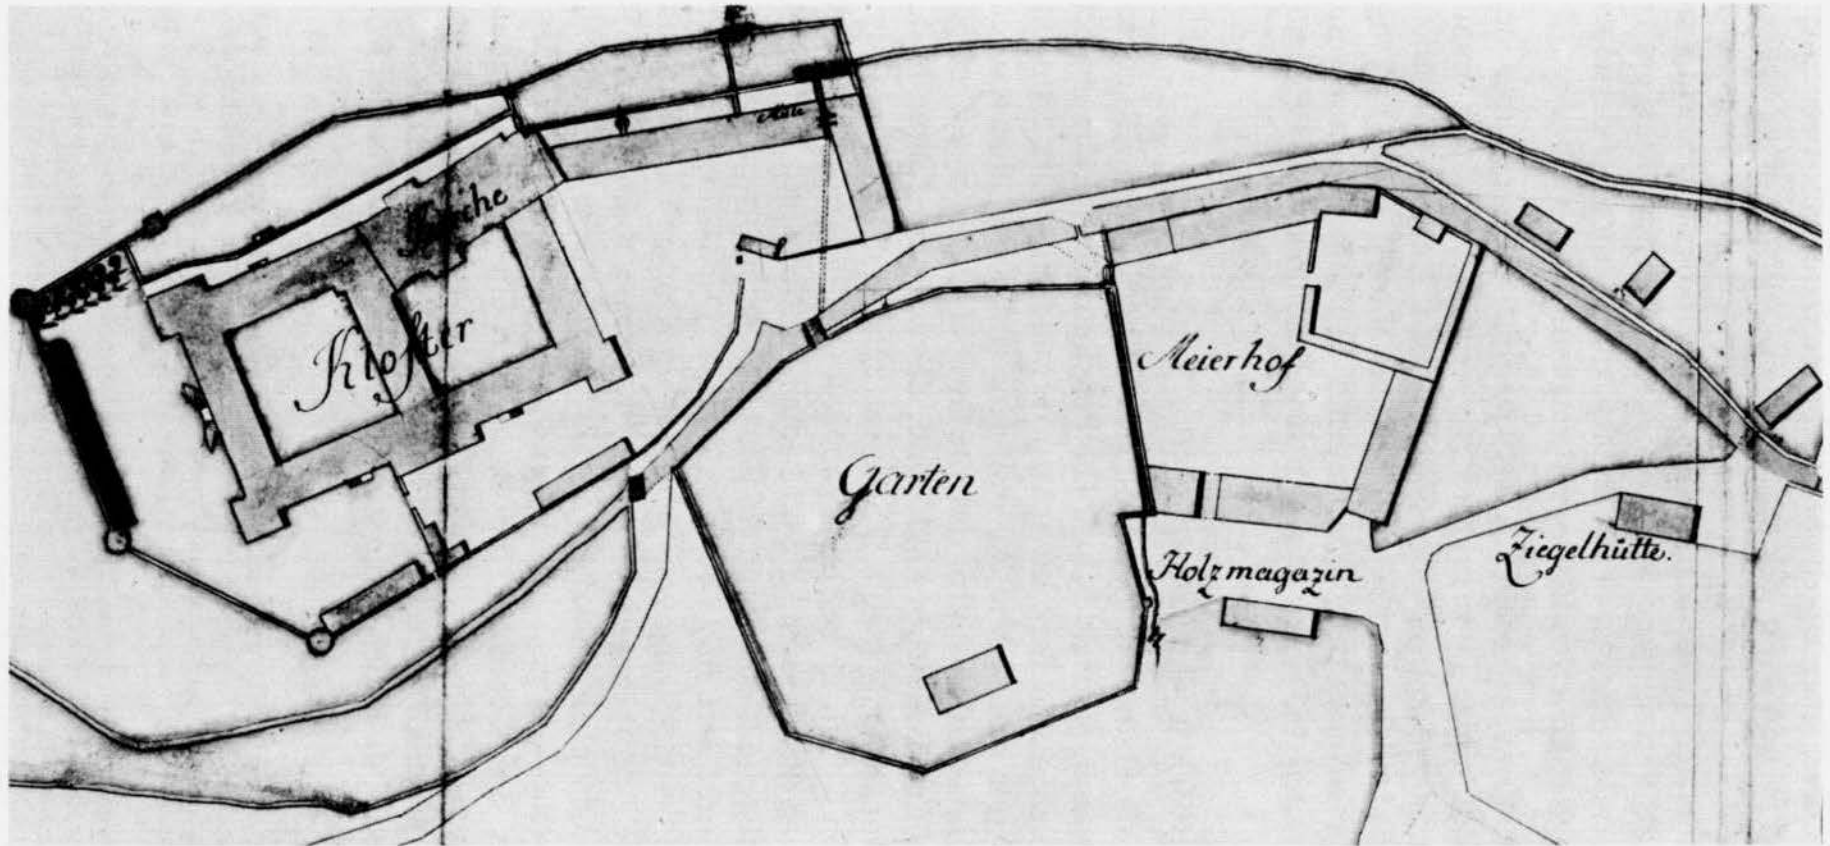 Kirche
Kloster
Garten
Meierhof
Holzmagazin
Ziegelhütte.